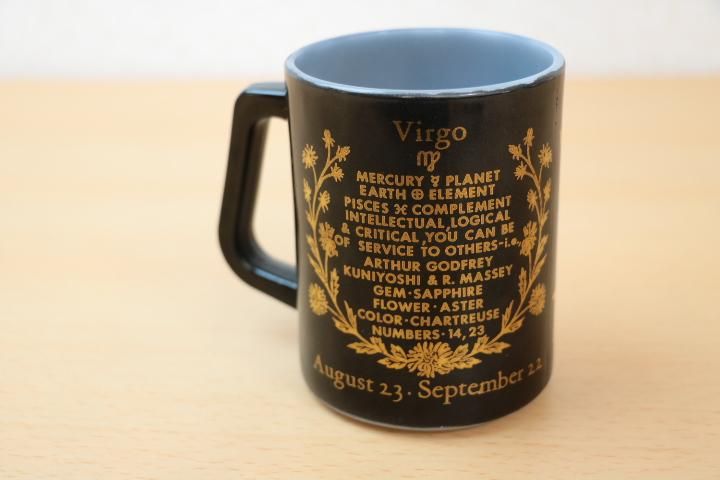 Virgo
♍
MERCURY ☿ PLANET
EARTH ⊕ ELEMENT
PISCES ♓ COMPLEMENT
INTELLECTUAL, LOGICAL
& CRITICAL, YOU CAN BE
OF SERVICE TO OTHERS-i.e.,
ARTHUR GODFREY
KUNIYOSHI & R. MASSEY
GEM·SAPPHIRE
FLOWER·ASTER
COLOR·CHARTREUSE
NUMBERS·14, 23
August 23 · September 22